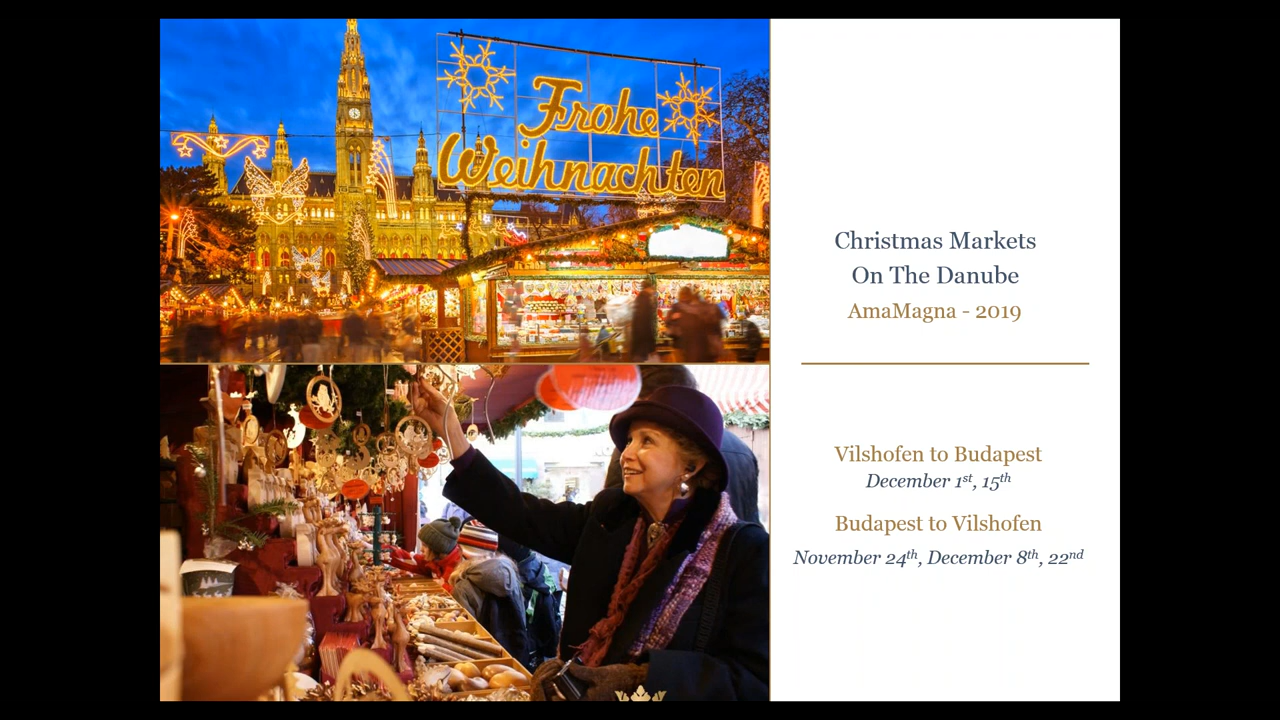 Frohe
Weihnachten
Christmas Markets
On The Danube
AmaMagna - 2019
Vilshofen to Budapest
December 1st, 15th
Budapest to Vilshofen
November 24th, December 8th, 22nd